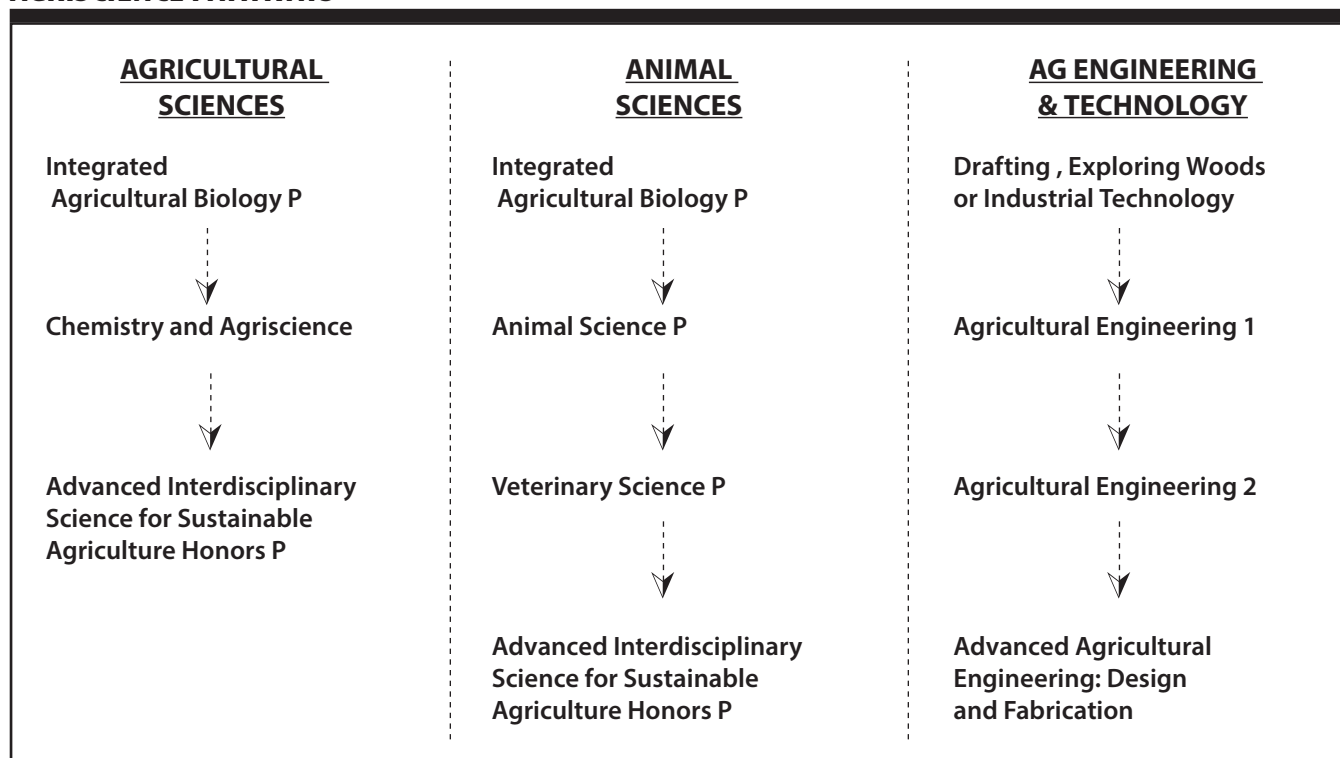 AGRICULTURAL
SCIENCES
Integrated
Agricultural Biology P
Chemistry and Agriscience
Advanced Interdisciplinary
Science for Sustainable
Agriculture Honors P
ANIMAL
SCIENCES
Integrated
Agricultural Biology P
Animal Science P
Veterinary Science P
Advanced Interdisciplinary
Science for Sustainable
Agriculture Honors P
AG ENGINEERING
& TECHNOLOGY
Drafting , Exploring Woods
or Industrial Technology
Agricultural Engineering 1
Agricultural Engineering 2
Advanced Agricultural
Engineering: Design
and Fabrication